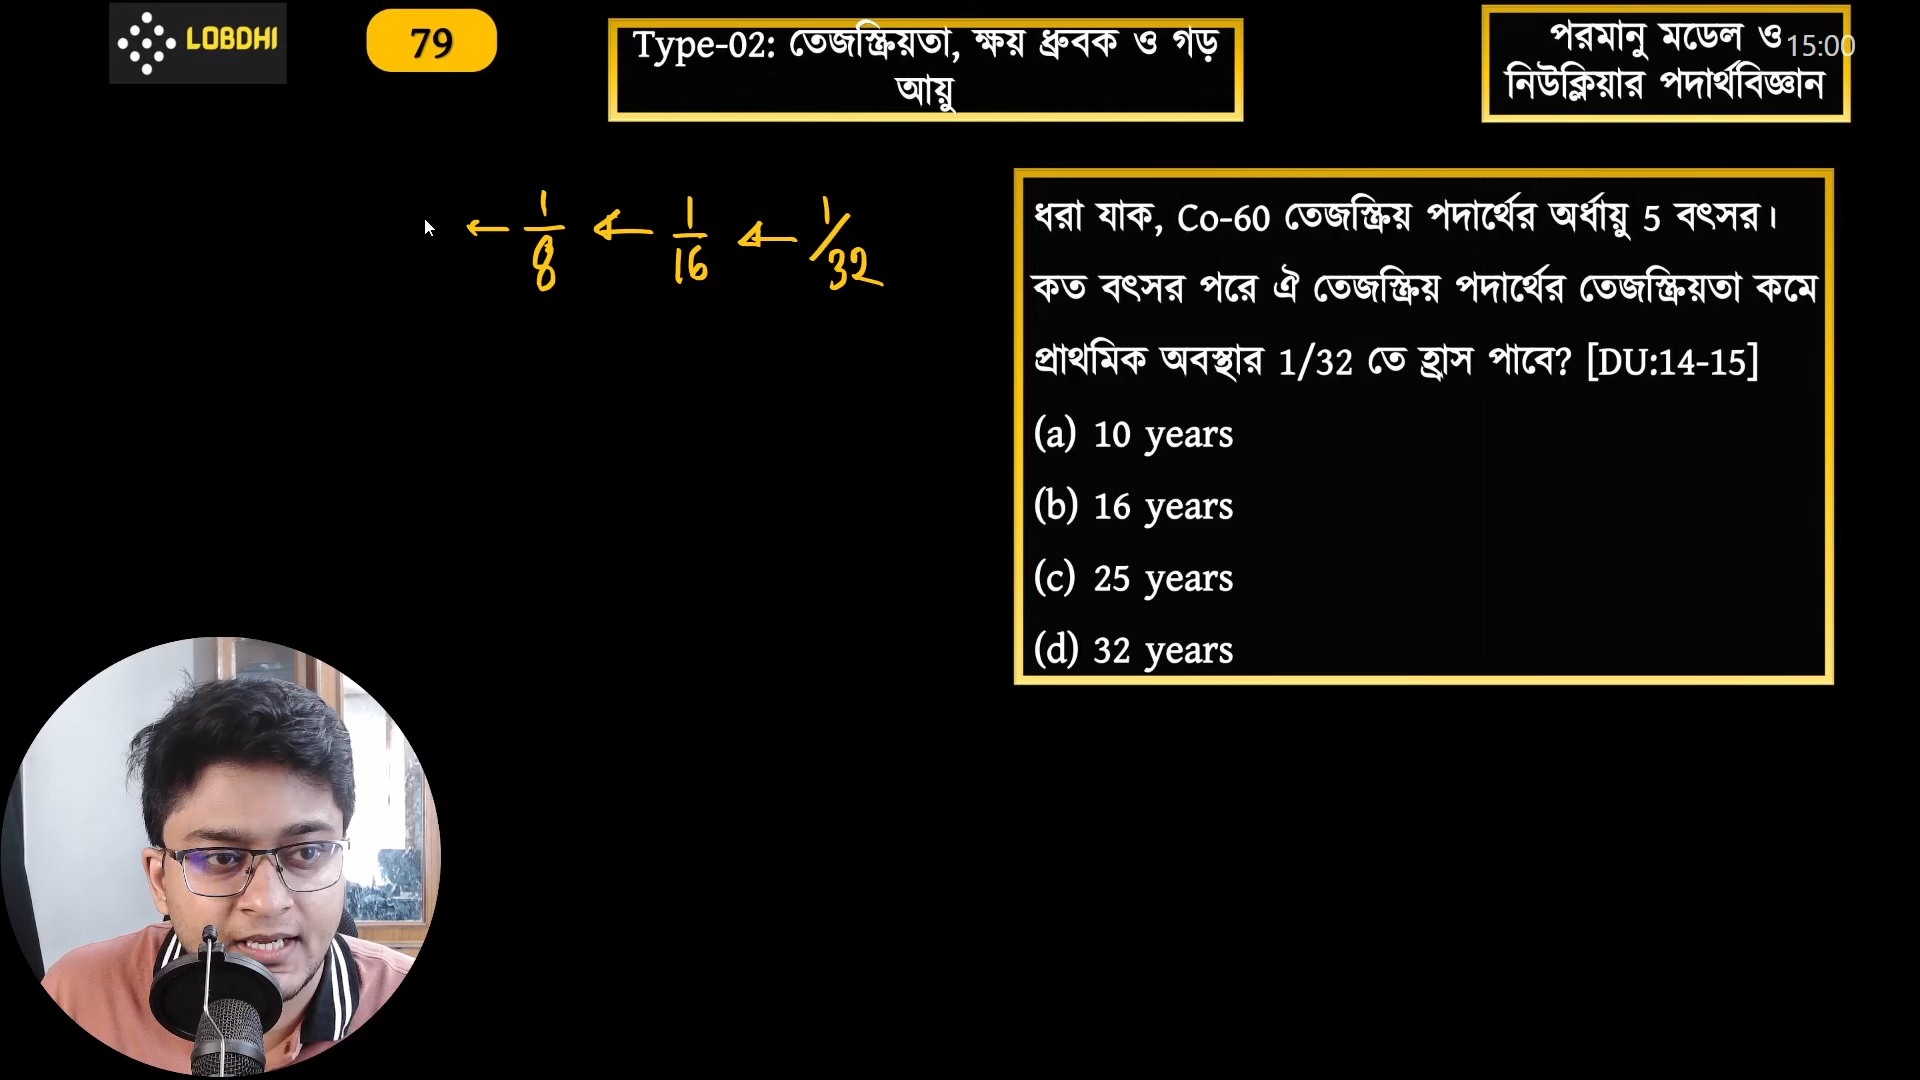 LOBDHI
79
Type-02: তেজস্ক্রিয়তা, ক্ষয় ধ্রুবক ও গড়
আয়ু
পরমানু মডেল ও
নিউক্লিয়ার পদার্থবিজ্ঞান
15:00
← 1/8 ← 1/16 ← 1/32
ধরা যাক, Co-60 তেজস্ক্রিয় পদার্থের অর্ধায়ু 5 বৎসর।
কত বৎসর পরে ঐ তেজস্ক্রিয় পদার্থের তেজস্ক্রিয়তা কমে
প্রাথমিক অবস্থার 1/32 তে হ্রাস পাবে? [DU:14-15]
(a) 10 years
(b) 16 years
(c) 25 years
(d) 32 years